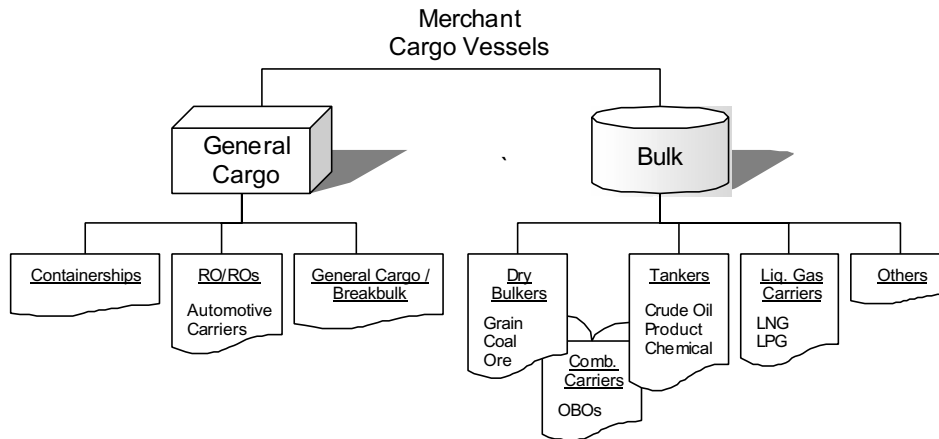 Merchant
Cargo Vessels
General
Cargo
Bulk
Containerships
RO/ROs
Automotive
Carriers
General Cargo /
Breakbulk
Dry
Bulkers
Grain
Coal
Ore
Comb.
Carriers
OBOs
Tankers
Crude Oil
Product
Chemical
Liq. Gas
Carriers
LNG
LPG
Others